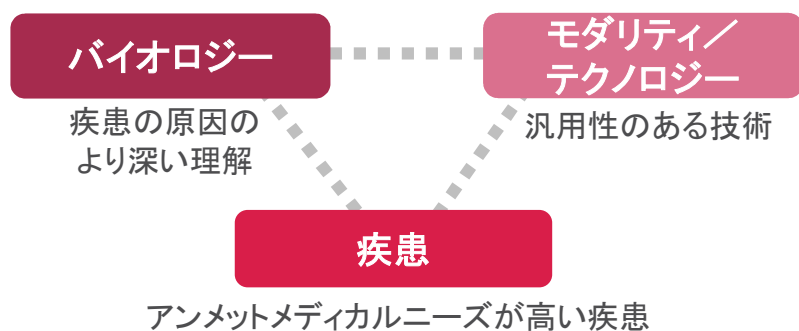 バイオロジー
疾患の原因の
より深い理解
モダリティ／
テクノロジー
汎用性のある技術
疾患
アンメットメディカルニーズが高い疾患